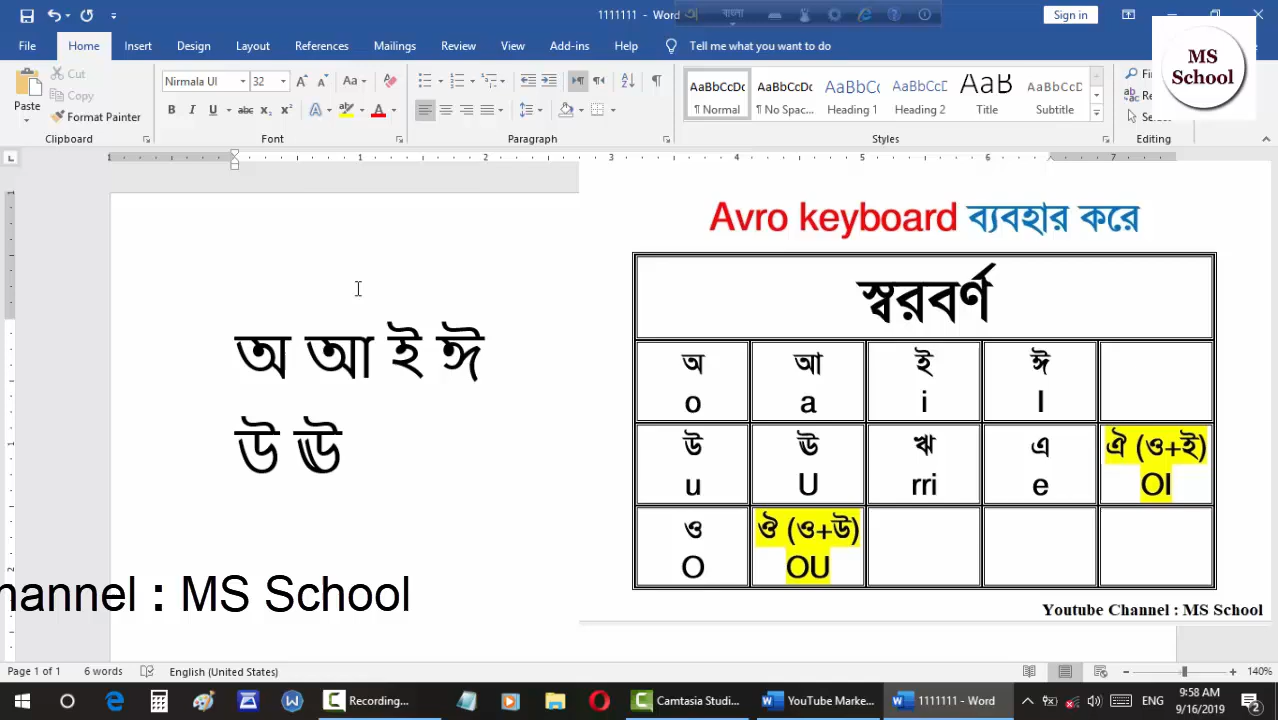 1111111 - Word
বাংলা
Sign in
File Home Insert Design Layout References Mailings Review View Add-ins Help Tell me what you want to do
MS School
Paste
Cut
Copy
Format Painter
Nirmala UI 32
AaBbCcDc AaBbCcDc AaBbCc AaBbCcD AaB AaBbCcD
¶ Normal ¶ No Spac... Heading 1 Heading 2 Title Subtitle
Clipboard Font Paragraph Styles Editing
অ আ ই ঈ
উ ঊ
hannel : MS School
Avro keyboard ব্যবহার করে
স্বরবর্ণ
অ আ ই ঈ
o a i I
উ ঊ ঋ এ ঐ (ও+ই)
u U rri e OI
ও ঔ (ও+উ)
O OU
Youtube Channel : MS School
Page 1 of 1 6 words English (United States) 140%
Recording... Camtasia Studi... YouTube Marke... 1111111 - Word ENG
9:58 AM
9/16/2019